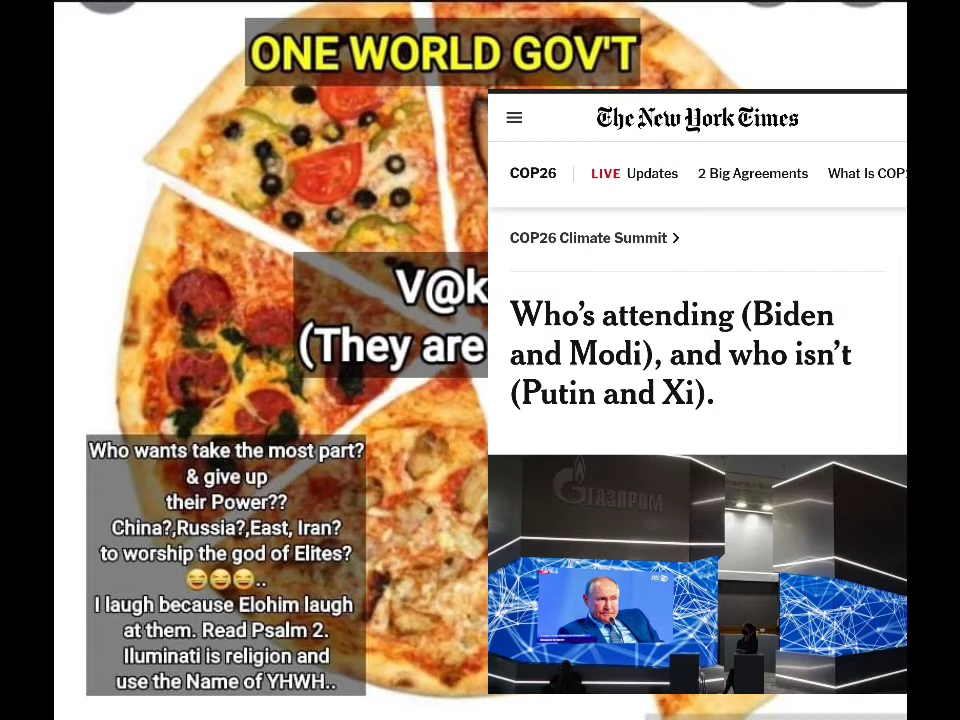 ONE WORLD GOV'T
The New York Times
COP26 LIVE Updates 2 Big Agreements What Is COP
COP26 Climate Summit >
Who's attending (Biden
and Modi), and who isn't
(Putin and Xi).
V@k
(They are
Who wants take the most part?
& give up
their Power??
China?,Russia?,East, Iran?
to worship the god of Elites?
😅😅😅..
I laugh because Elohim laugh
at them. Read Psalm 2.
Iluminati is religion and
use the Name of YHWH..
ГАЗПРОМ